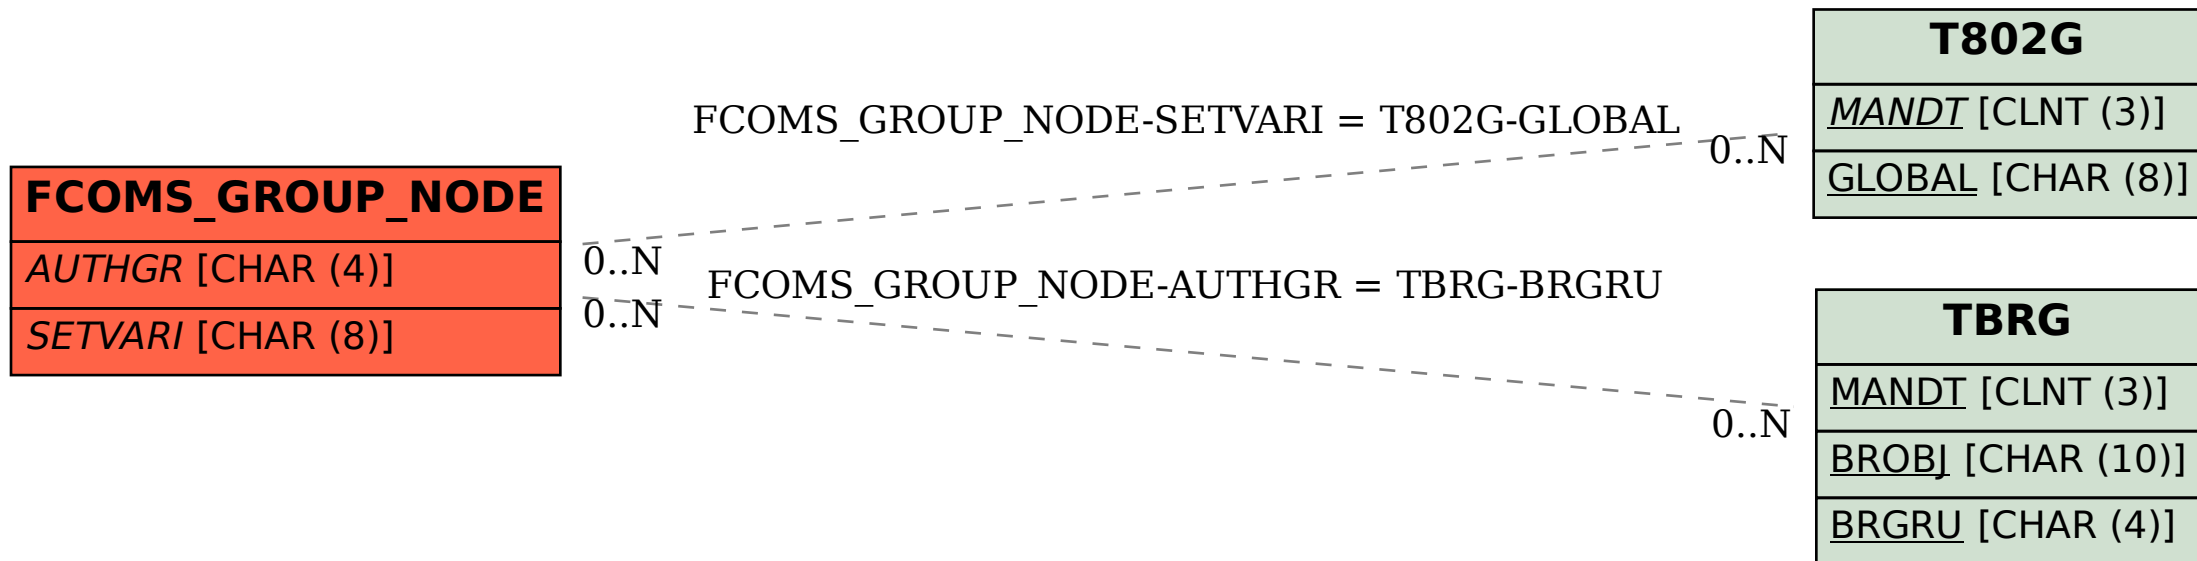 FCOMS_GROUP_NODE
AUTHGR [CHAR (4)]
SETVARI [CHAR (8)]
FCOMS_GROUP_NODE-SETVARI = T802G-GLOBAL
0..N
0..N
FCOMS_GROUP_NODE-AUTHGR = TBRG-BRGRU
0..N
0..N
T802G
MANDT [CLNT (3)]
GLOBAL [CHAR (8)]
TBRG
MANDT [CLNT (3)]
BROBJ [CHAR (10)]
BRGRU [CHAR (4)]